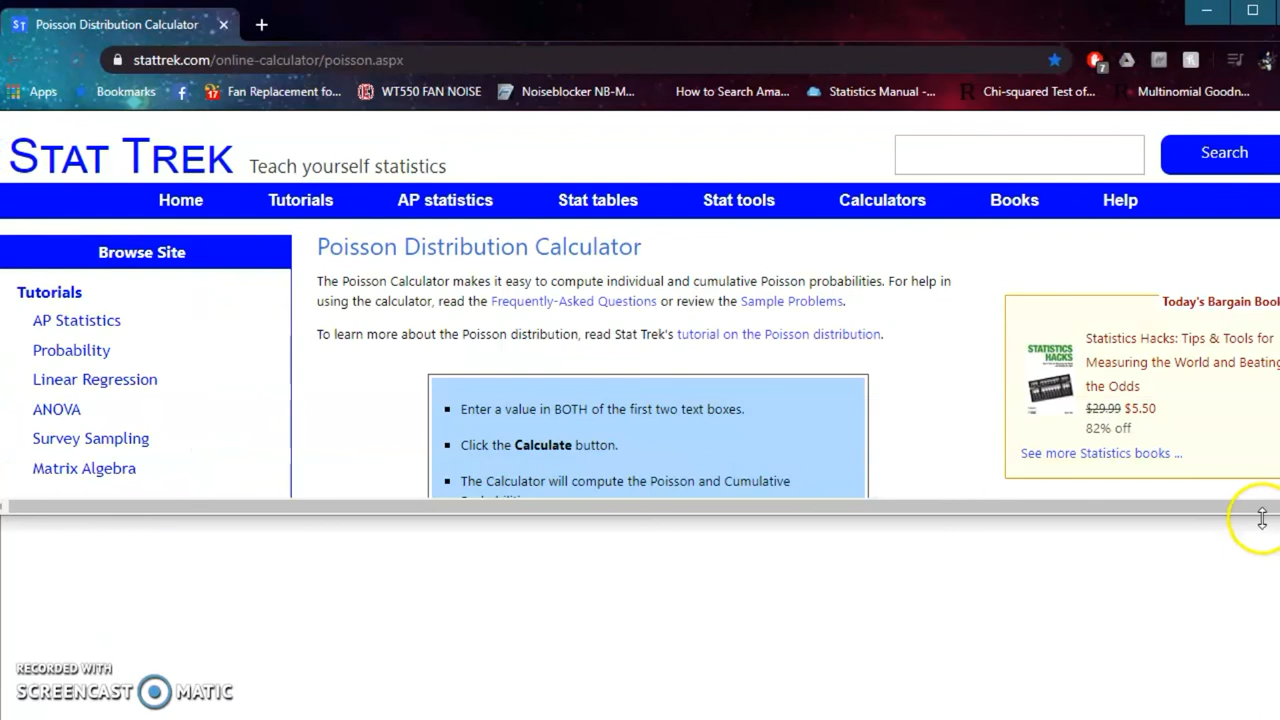 Poisson Distribution Calculator
stattrek.com/online-calculator/poisson.aspx
7
Apps Bookmarks Fan Replacement fo... WT550 FAN NOISE Noiseblocker NB-M... How to Search Ama... Statistics Manual -... Chi-squared Test of... Multinomial Goodn...
STAT TREK Teach yourself statistics
Search
Home Tutorials AP statistics Stat tables Stat tools Calculators Books Help
Browse Site
Tutorials
AP Statistics
Probability
Linear Regression
ANOVA
Survey Sampling
Matrix Algebra
Poisson Distribution Calculator
The Poisson Calculator makes it easy to compute individual and cumulative Poisson probabilities. For help in
using the calculator, read the Frequently-Asked Questions or review the Sample Problems.
To learn more about the Poisson distribution, read Stat Trek's tutorial on the Poisson distribution.
Enter a value in BOTH of the first two text boxes.
Click the Calculate button.
The Calculator will compute the Poisson and Cumulative
Today's Bargain Book
Statistics Hacks: Tips & Tools for
Measuring the World and Beating
the Odds
$29.99 $5.50
82% off
See more Statistics books ...
STATISTICS
HACKS
RECORDED WITH
SCREENCAST MATIC